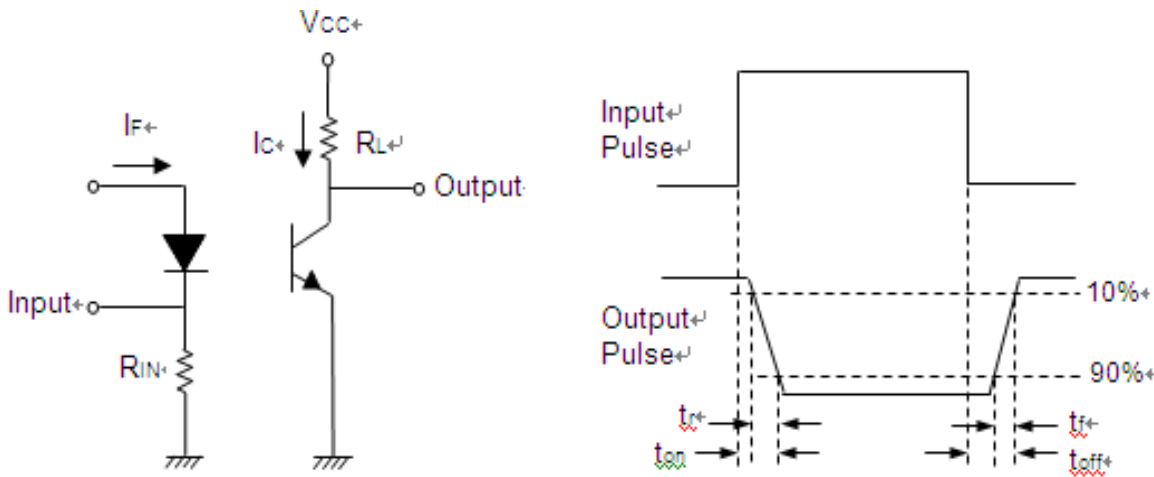 Vcc↵
IF↵
Ic↵
RL↵
Output
Input↵
RIN↵
Input↵
Pulse↵
10%↵
Output↵
Pulse↵
90%↵
tr↵
tf↵
ton
toff↵